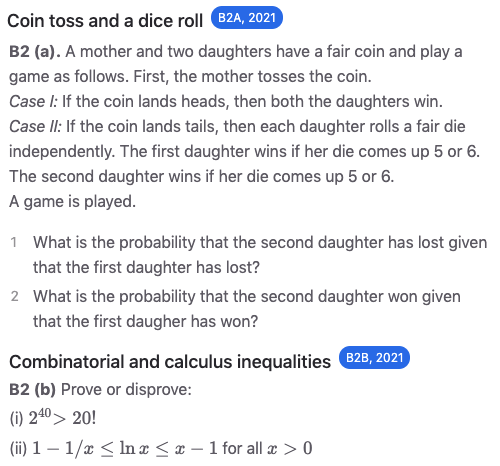 Coin toss and a dice roll B2A, 2021
B2 (a). A mother and two daughters have a fair coin and play a
game as follows. First, the mother tosses the coin.
Case I: If the coin lands heads, then both the daughters win.
Case II: If the coin lands tails, then each daughter rolls a fair die
independently. The first daughter wins if her die comes up 5 or 6.
The second daughter wins if her die comes up 5 or 6.
A game is played.
1 What is the probability that the second daughter has lost given
that the first daughter has lost?
2 What is the probability that the second daughter won given
that the first daugher has won?
Combinatorial and calculus inequalities B2B, 2021
B2 (b) Prove or disprove:
(i) 2^{40} > 20!
(ii) 1 − 1/x ≤ ln x ≤ x − 1 for all x > 0